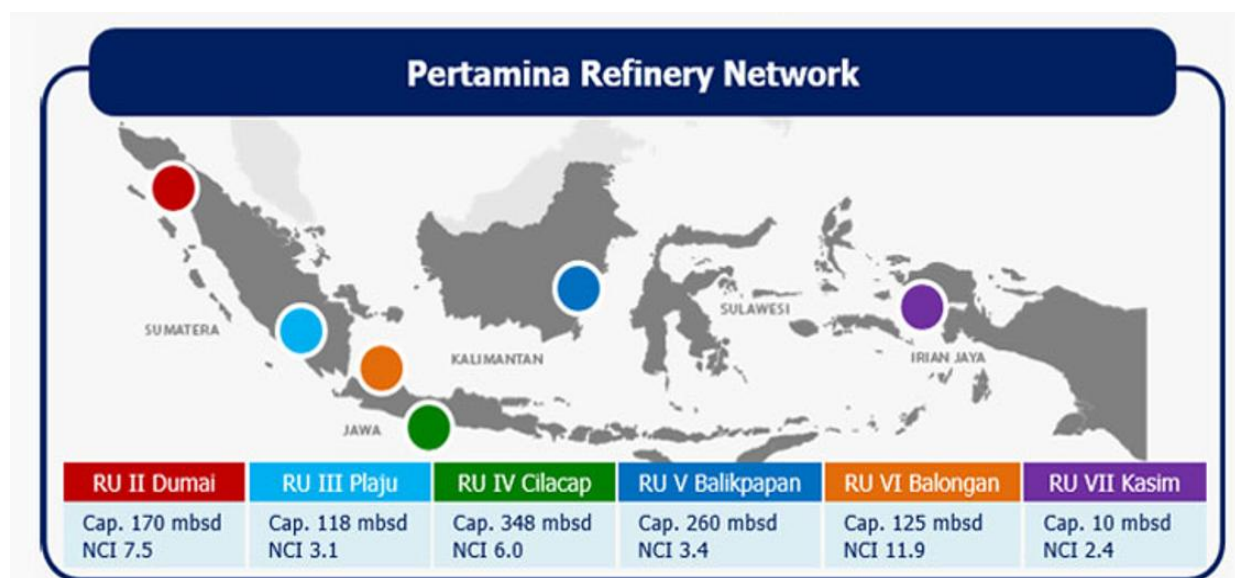 Pertamina Refinery Network
SUMATERA
KALIMANTAN
SULAWESI
IRIAN JAYA
JAWA
RU II Dumai
Cap. 170 mbsd
NCI 7.5
RU III Plaju
Cap. 118 mbsd
NCI 3.1
RU IV Cilacap
Cap. 348 mbsd
NCI 6.0
RU V Balikpapan
Cap. 260 mbsd
NCI 3.4
RU VI Balongan
Cap. 125 mbsd
NCI 11.9
RU VII Kasim
Cap. 10 mbsd
NCI 2.4